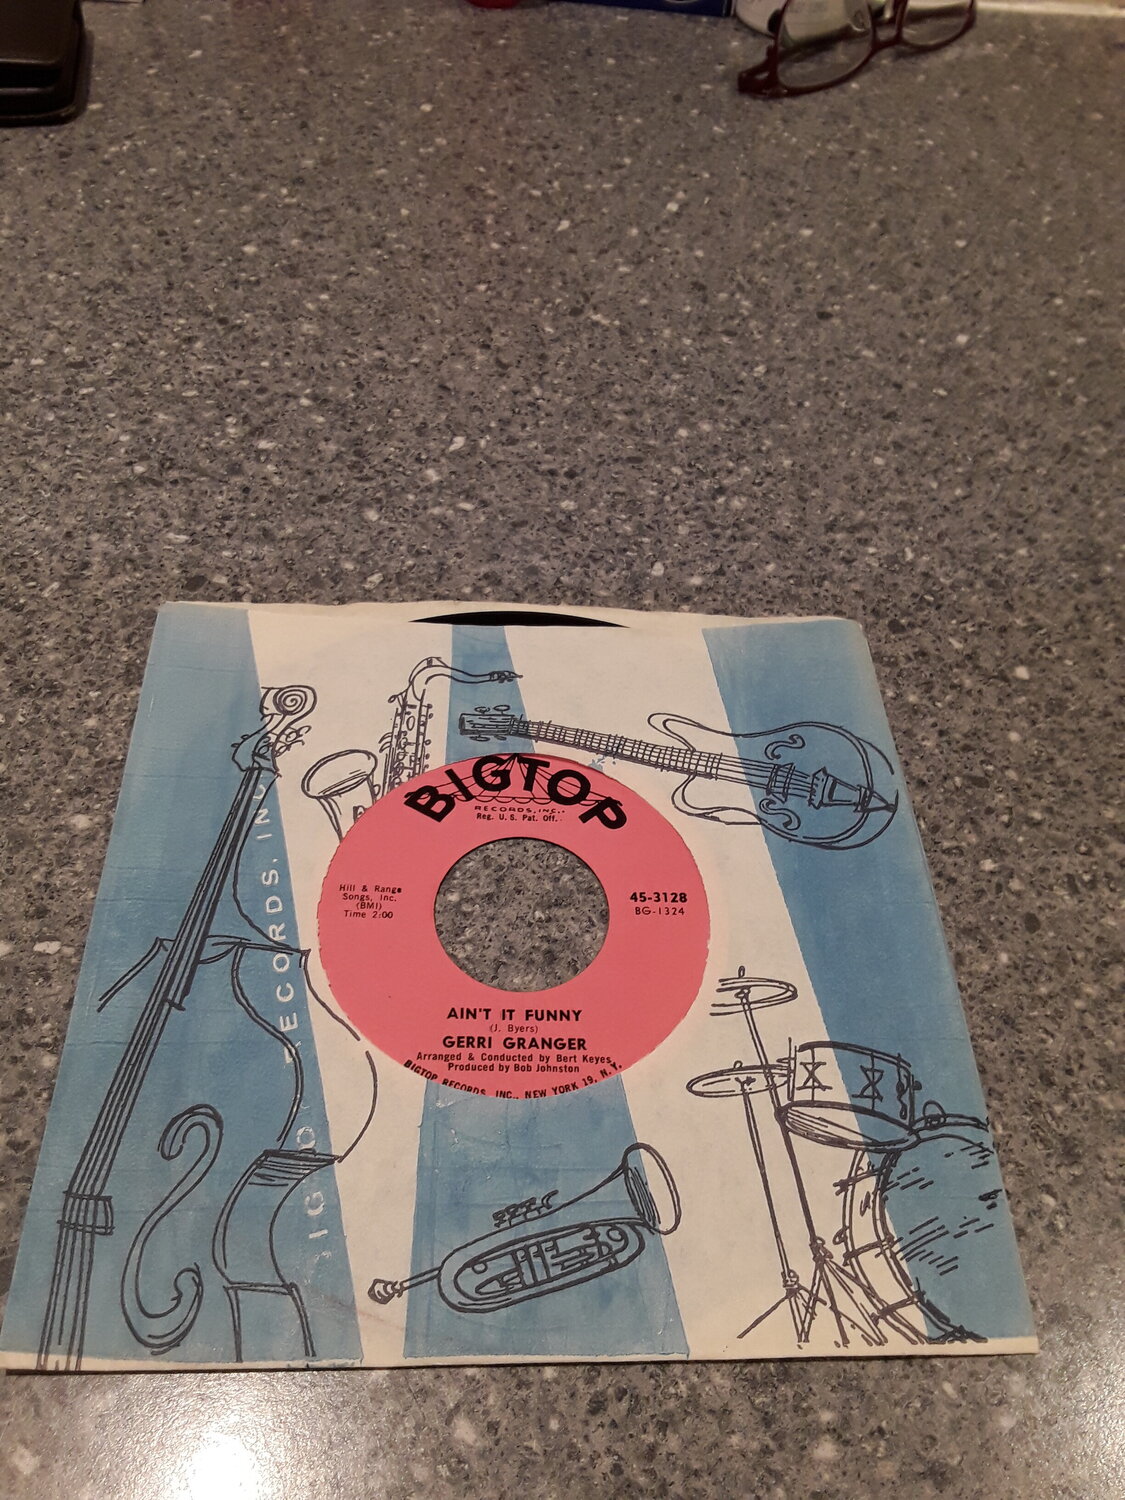 BIGTOP
RECORDS, INC.
Reg. U.S. Pat. Off.
Hill & Range
Songs, Inc.
(BMI)
Time 2:00
45-3128
BG-1324
AIN'T IT FUNNY
(J. Byers)
GERRI GRANGER
Arranged & Conducted by Bert Keyes
Produced by Bob Johnston
BIGTOP RECORDS, INC., NEW YORK 19, N.Y.
BIG RECORDS, INC